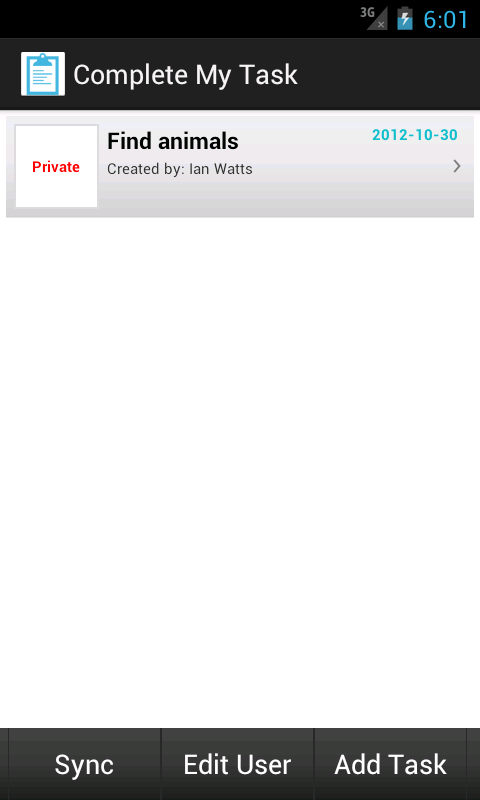 3G
6:01
Complete My Task
Private
Find animals
2012-10-30
Created by: Ian Watts
Sync
Edit User
Add Task